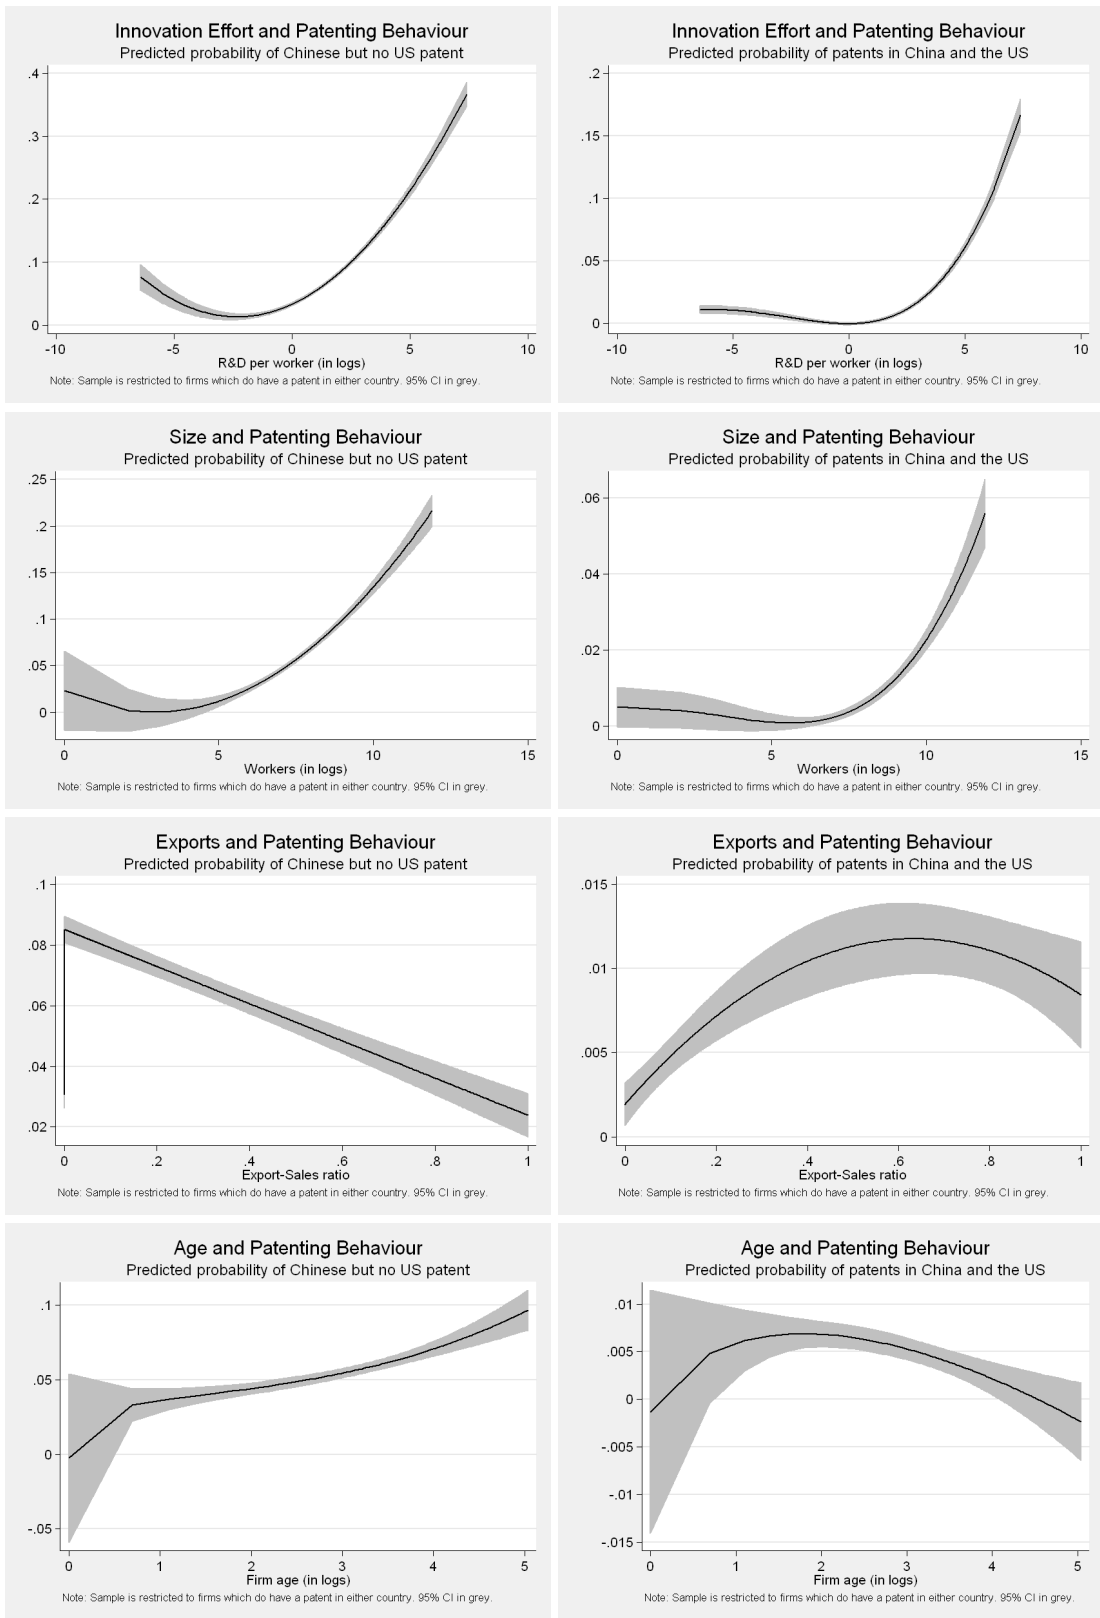 Innovation Effort and Patenting Behaviour
Predicted probability of Chinese but no US patent
.4
.3
.2
.1
0
-10 -5 0 5 10
R&D per worker (in logs)
Note: Sample is restricted to firms which do have a patent in either country. 95% CI in grey.
Innovation Effort and Patenting Behaviour
Predicted probability of patents in China and the US
.2
.15
.1
.05
0
-10 -5 0 5 10
R&D per worker (in logs)
Note: Sample is restricted to firms which do have a patent in either country. 95% CI in grey.
Size and Patenting Behaviour
Predicted probability of Chinese but no US patent
.25
.2
.15
.1
.05
0
0 5 10 15
Workers (in logs)
Note: Sample is restricted to firms which do have a patent in either country. 95% CI in grey.
Size and Patenting Behaviour
Predicted probability of patents in China and the US
.06
.04
.02
0
0 5 10 15
Workers (in logs)
Note: Sample is restricted to firms which do have a patent in either country. 95% CI in grey.
Exports and Patenting Behaviour
Predicted probability of Chinese but no US patent
.1
.08
.06
.04
.02
0 .2 .4 .6 .8 1
Export-Sales ratio
Note: Sample is restricted to firms which do have a patent in either country. 95% CI in grey.
Exports and Patenting Behaviour
Predicted probability of patents in China and the US
.015
.01
.005
0
0 .2 .4 .6 .8 1
Export-Sales ratio
Note: Sample is restricted to firms which do have a patent in either country. 95% CI in grey.
Age and Patenting Behaviour
Predicted probability of Chinese but no US patent
.1
.05
0
-.05
0 1 2 3 4 5
Firm age (in logs)
Note: Sample is restricted to firms which do have a patent in either country. 95% CI in grey.
Age and Patenting Behaviour
Predicted probability of patents in China and the US
.01
.005
0
-.005
-.01
-.015
0 1 2 3 4 5
Firm age (in logs)
Note: Sample is restricted to firms which do have a patent in either country. 95% CI in grey.